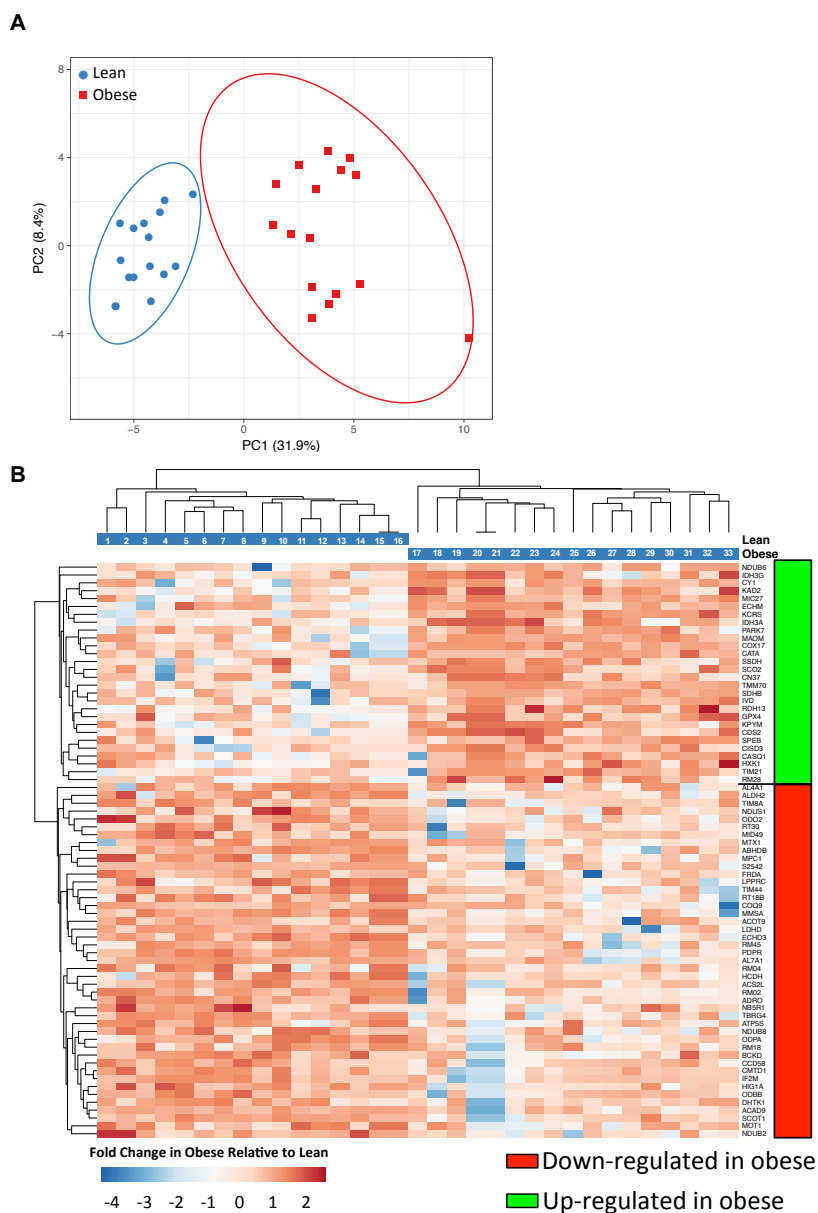 A
8
4
0
−4
PC2 (8.4%)
Lean
Obese
−5
0
5
10
PC1 (31.9%)
B
1 2 3 4 5 6 7 8 9 10 11 12 13 14 15 16
Lean
17 18 19 20 21 22 23 24 25 26 27 28 29 30 31 32 33
Obese
NDUB6
IDH3G
CY1
KAD2
MIC27
ECHM
KCRS
IDH3A
PARK7
MAOM
COX17
CATA
SSDH
SCO2
CN37
TMM70
SDHB
IVD
RDH13
GPX4
KPYM
CDS2
SPEB
CISD3
CASQ1
HXK1
TIM21
RM28
AL4A1
ALDH2
TIM8A
NDUS1
ODO2
RT30
MID49
MTX1
ABHDB
MPC1
S2542
FRDA
LPPRC
TIM44
RT18B
COQ9
MMSA
ACOT9
LDHD
ECHD3
RM45
PDPR
AL7A1
RM04
HCDH
ACS2L
RM02
ADRO
NB5R1
TBRG4
ATP5S
NDUB8
ODPA
RM18
BCKD
CCD58
CMTD1
IF2M
HIG1A
ODBB
DHTK1
ACAD9
SCOT1
MOT1
NDUB2
Fold Change in Obese Relative to Lean
-4 -3 -2 -1 0 1 2
Down-regulated in obese
Up-regulated in obese